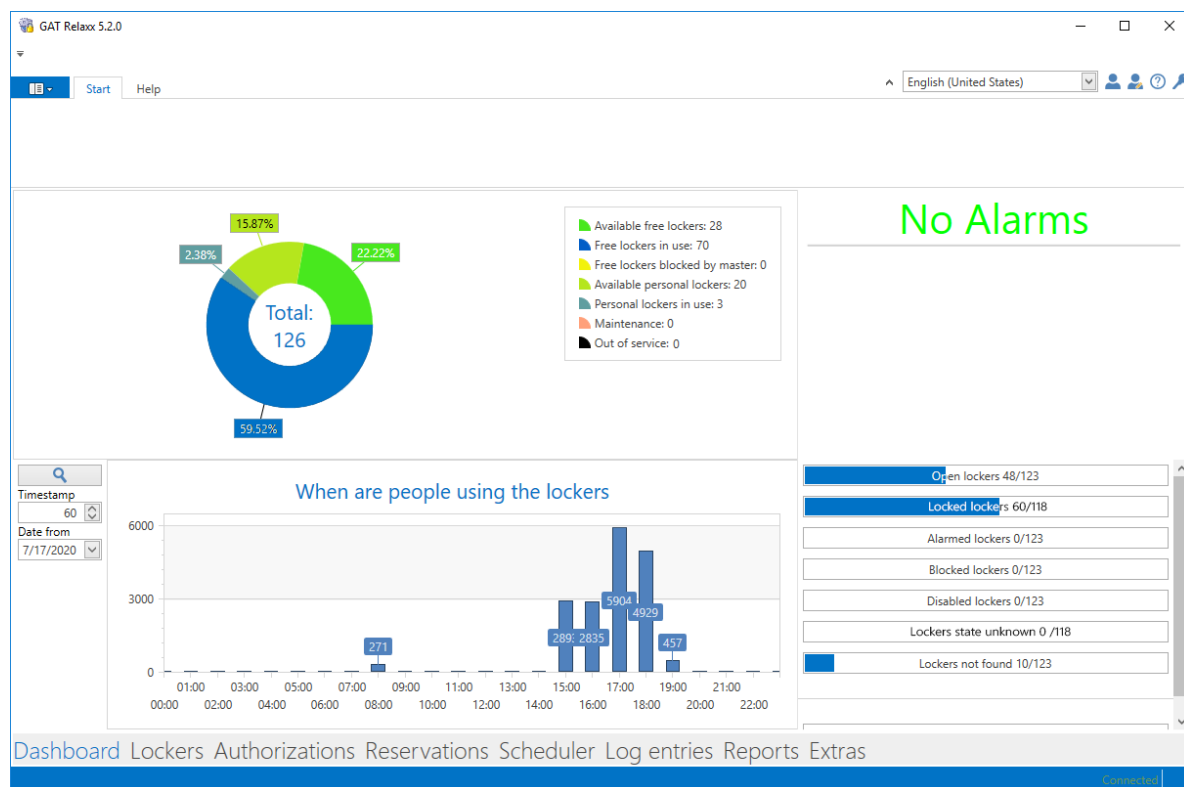 GAT Relaxx 5.2.0
Start Help
English (United States)
No Alarms
15.87%
2.38%
22.22%
Total:
126
59.52%
Available free lockers: 28
Free lockers in use: 70
Free lockers blocked by master: 0
Available personal lockers: 20
Personal lockers in use: 3
Maintenance: 0
Out of service: 0
Timestamp
60
Date from
7/17/2020
When are people using the lockers
6000
3000
0
271
2835
5904
4929
457
01:00 03:00 05:00 07:00 09:00 11:00 13:00 15:00 17:00 19:00 21:00
00:00 02:00 04:00 06:00 08:00 10:00 12:00 14:00 16:00 18:00 20:00 22:00
Open lockers 48/123
Locked lockers 60/118
Alarmed lockers 0/123
Blocked lockers 0/123
Disabled lockers 0/123
Lockers state unknown 0 /118
Lockers not found 10/123
Dashboard Lockers Authorizations Reservations Scheduler Log entries Reports Extras
Connected